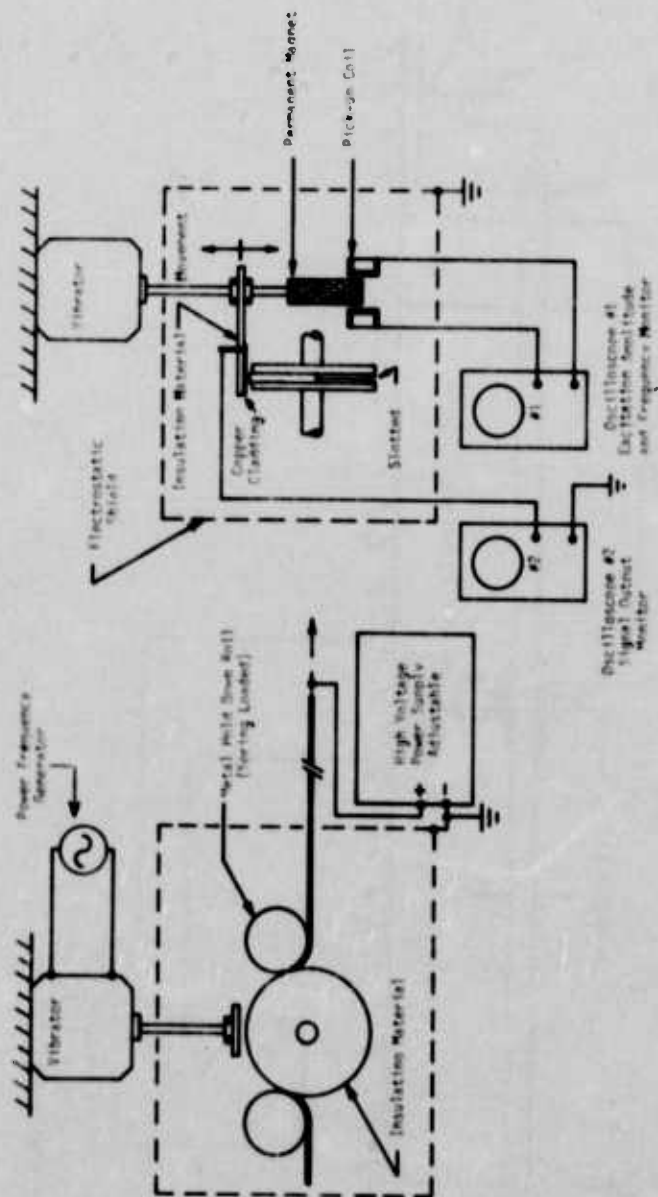 Power Frequency
Generator
Vibrator
Metal Hold Down Roll
(Spring Loaded)
High Voltage
Power Supply
Adjustable
+
-
Insulating Material
Electrostatic
Shield
Vibrator
Insulation Material
Movement
Copper
Cladding
Slotted
Permanent Magnet
Pick-up Coil
#2
Oscilloscope #2
Signal Output
Monitor
#1
Oscilloscope #1
Excitation Amplitude
and Frequency Monitor